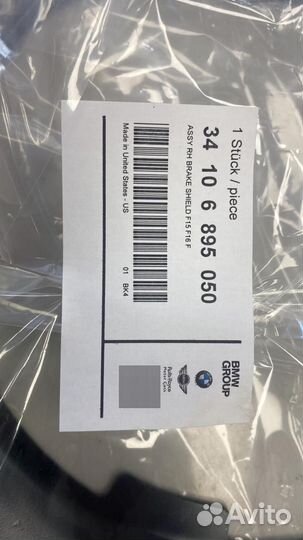 1 Stück / piece
34 10 6 895 050
ASSY RH BRAKE SHIELD F15 F16 F
Made in United States - US
01 BK4
BMW
GROUP
Rolls-Royce
Motor Cars
Avito